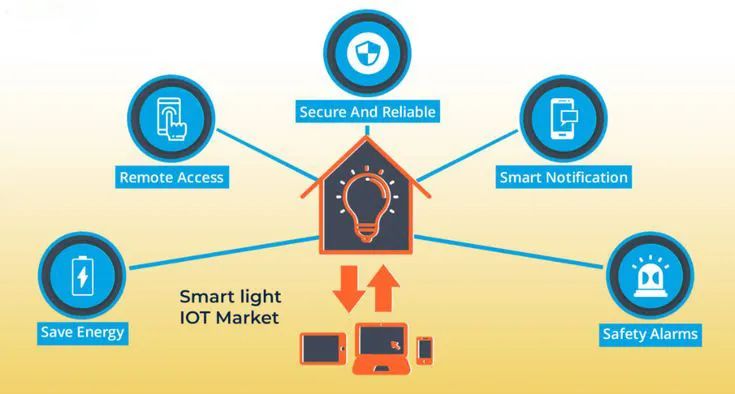 Secure And Reliable
Remote Access
Smart Notification
Save Energy
Smart light
IOT Market
Safety Alarms